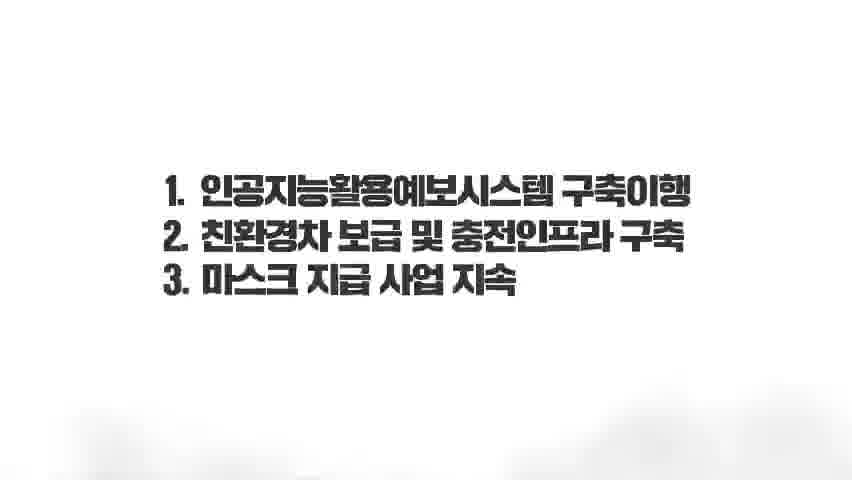 1. 인공지능활용예보시스템 구축이행
2. 친환경차 보급 및 충전인프라 구축
3. 마스크 지급 사업 지속